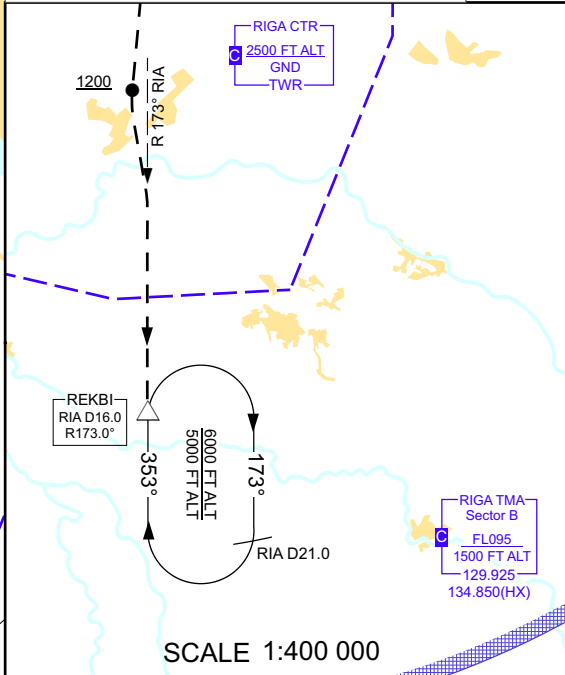 RIGA CTR
C
2500 FT ALT
GND
TWR
1200
R 173° RIA
REKBI
RIA D16.0
R173.0°
353°
6000 FT ALT
5000 FT ALT
173°
RIA D21.0
RIGA TMA
Sector B
C
FL095
1500 FT ALT
129.925
134.850(HX)
SCALE 1:400 000